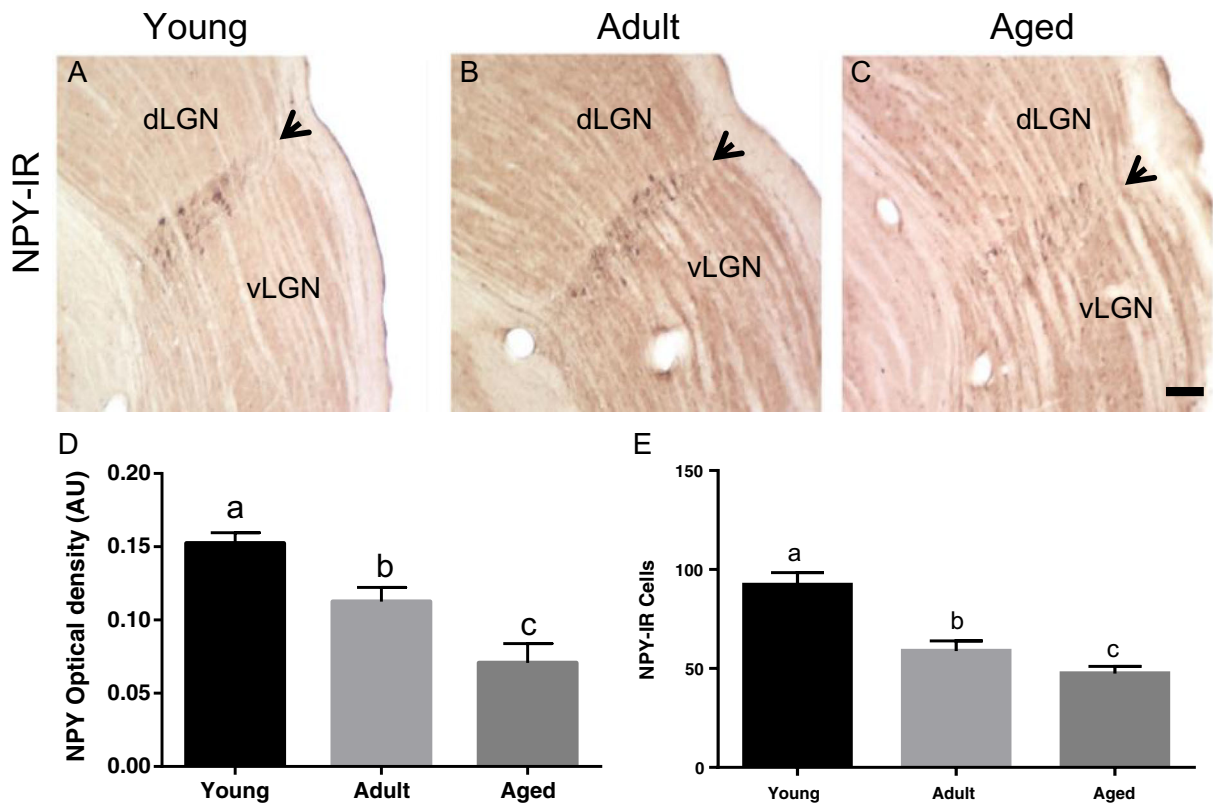 Young Adult Aged
NPY-IR
A B C
dLGN dLGN dLGN
vLGN vLGN vLGN
D
NPY Optical density (AU)
0.20
0.15
0.10
0.05
0.00
a
b
c
Young Adult Aged
E
NPY-IR Cells
150
100
50
0
a
b
c
Young Adult Aged